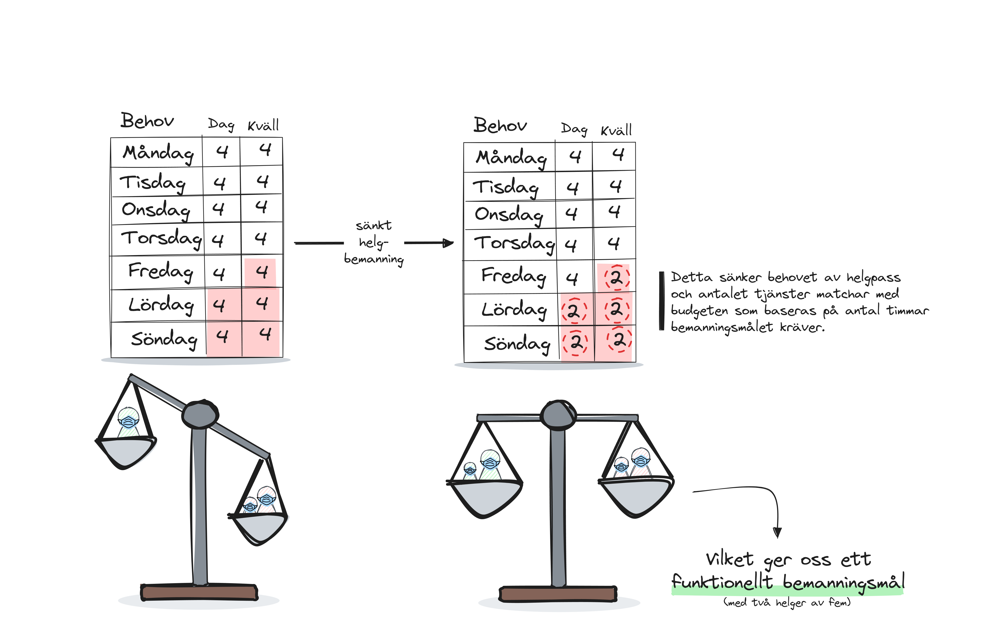 Behov Dag Kväll
Måndag 4 4
Tisdag 4 4
Onsdag 4 4
Torsdag 4 4
Fredag 4 4
Lördag 4 4
Söndag 4 4
sänkt
helg-
bemanning
Behov Dag Kväll
Måndag 4 4
Tisdag 4 4
Onsdag 4 4
Torsdag 4 4
Fredag 4 2
Lördag 2 2
Söndag 2 2
Detta sänker behovet av helgpass
och antalet tjänster matchar med
budgeten som baseras på antal timmar
bemanningsmålet kräver.
Vilket ger oss ett
funktionellt bemanningsmål
(med två helger av fem)